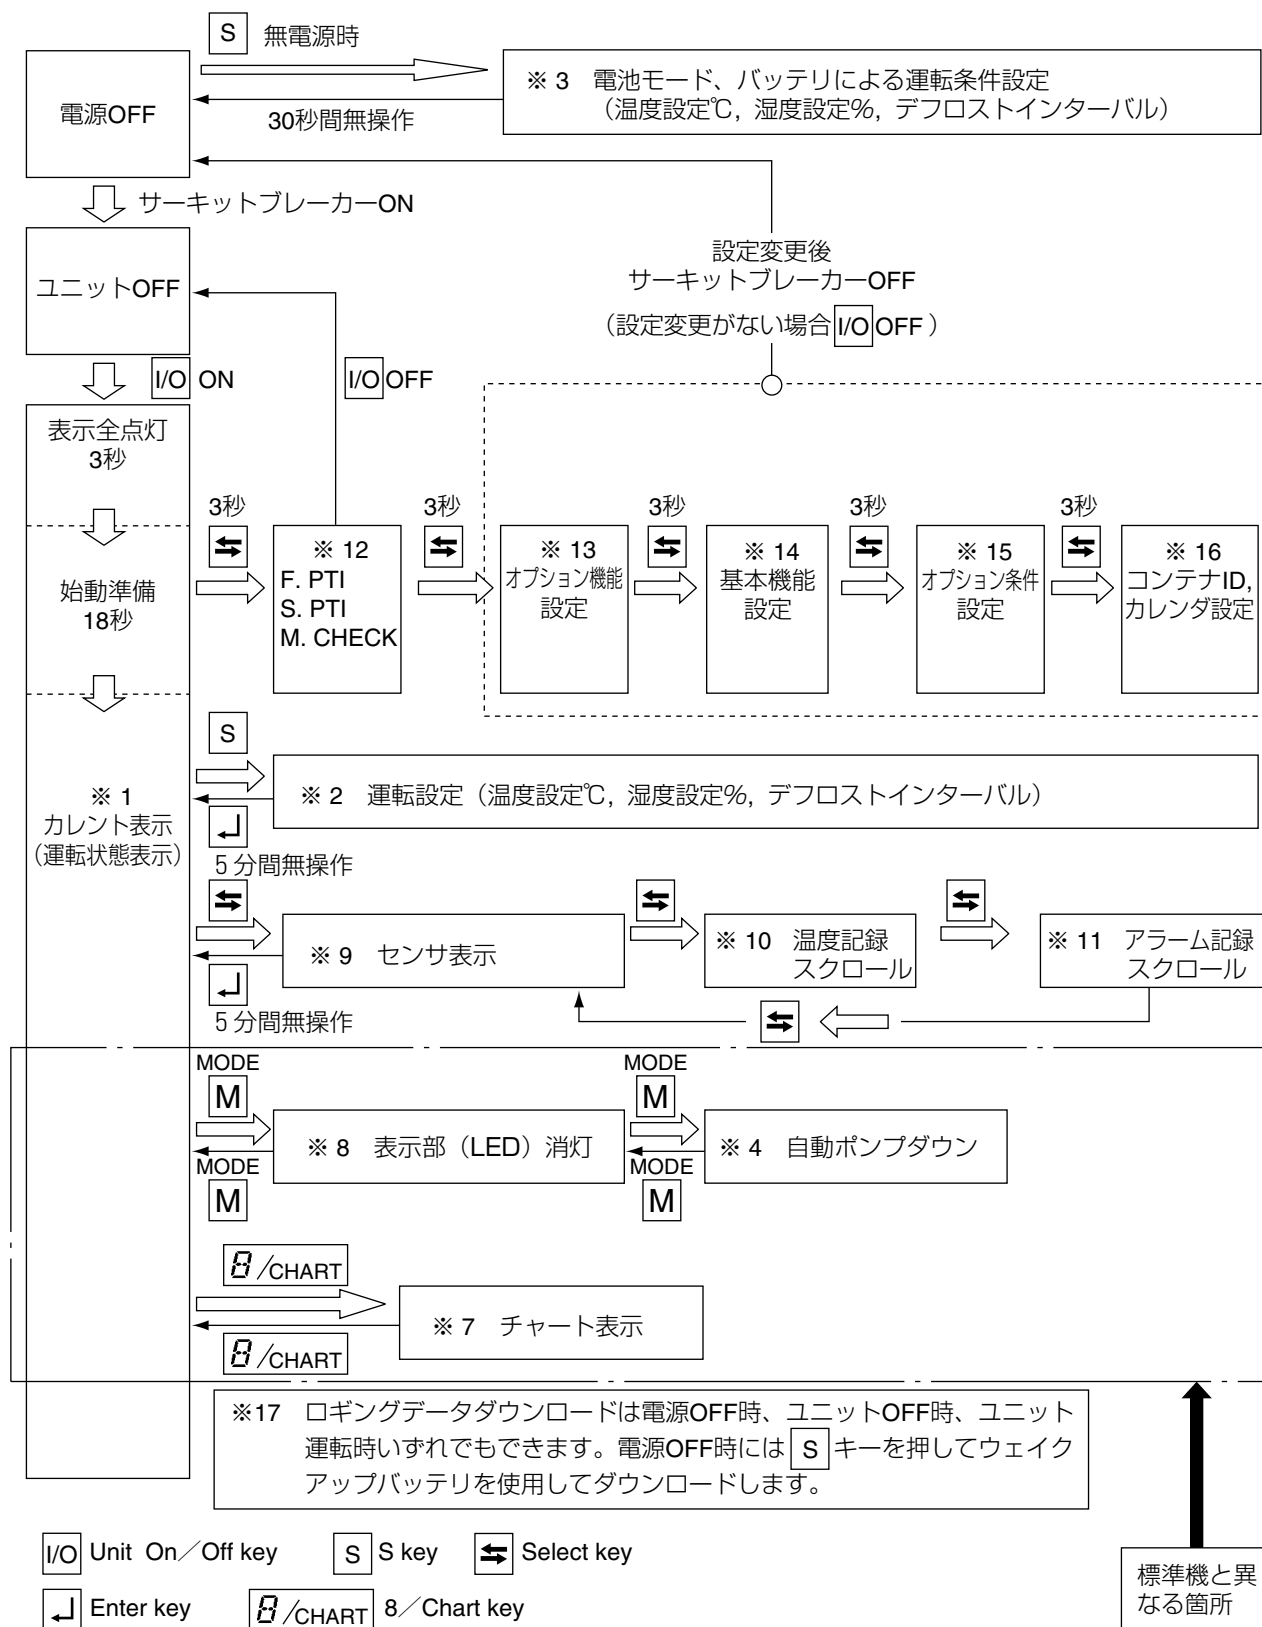 S 無電源時
電源OFF
※ 3 電池モード、バッテリによる運転条件設定
（温度設定℃, 湿度設定%, デフロストインターバル）
30秒間無操作
サーキットブレーカーON
ユニットOFF
設定変更後
サーキットブレーカーOFF
（設定変更がない場合 I/O OFF ）
I/O ON
I/O OFF
表示全点灯
3秒
始動準備
18秒
3秒
※ 12
F. PTI
S. PTI
M. CHECK
3秒
※ 13
オプション機能
設定
3秒
※ 14
基本機能
設定
3秒
※ 15
オプション条件
設定
3秒
※ 16
コンテナID,
カレンダ設定
※ 1
カレント表示
（運転状態表示）
S
※ 2 運転設定（温度設定℃, 湿度設定%, デフロストインターバル）
5分間無操作
※ 9 センサ表示
※ 10 温度記録
スクロール
※ 11 アラーム記録
スクロール
5分間無操作
MODE
M
※ 8 表示部（LED）消灯
MODE
M
MODE
M
※ 4 自動ポンプダウン
MODE
M
8／CHART
※ 7 チャート表示
8／CHART
※17 ロギングデータダウンロードは電源OFF時、ユニットOFF時、ユニット
運転時いずれでもできます。電源OFF時には S キーを押してウェイク
アップバッテリを使用してダウンロードします。
I/O Unit On／Off key
S S key
Select key
Enter key
8／CHART 8／Chart key
標準機と異
なる箇所